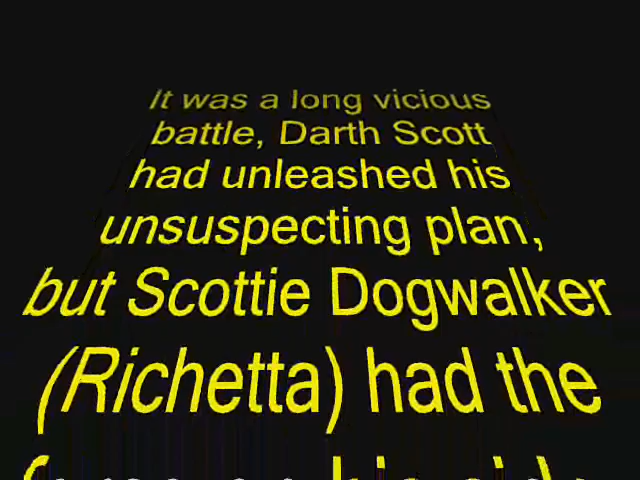 It was a long vicious
battle, Darth Scott
had unleashed his
unsuspecting plan,
but Scottie Dogwalker
(Richetta) had the